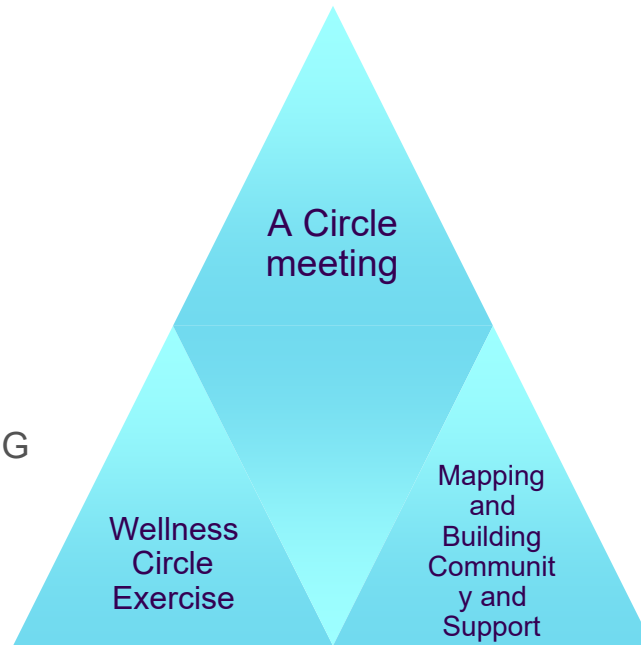 A Circle
meeting
G
Wellness
Circle
Exercise
Mapping
and
Building
Communit
y and
Support